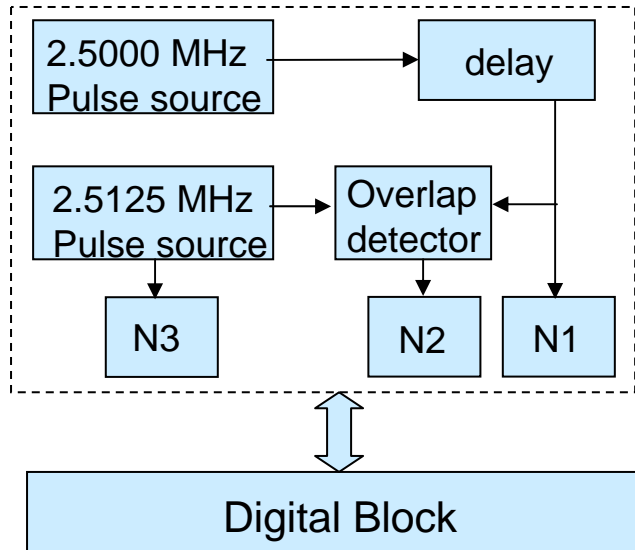 2.5000 MHz
Pulse source
delay
2.5125 MHz
Pulse source
Overlap
detector
N3
N2
N1
Digital Block